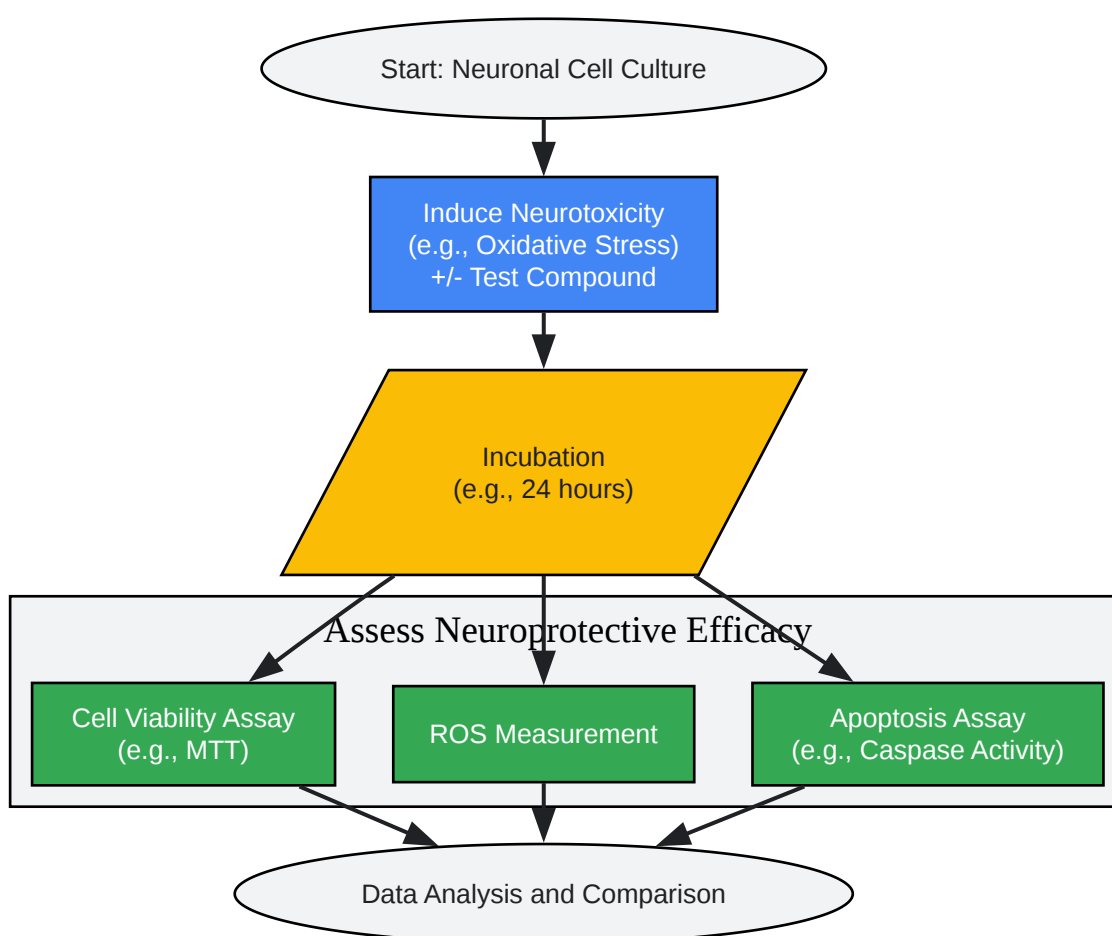 Start: Neuronal Cell Culture
Induce Neurotoxicity
(e.g., Oxidative Stress)
+/- Test Compound
Incubation
(e.g., 24 hours)
Assess Neuroprotective Efficacy
Cell Viability Assay
(e.g., MTT)
ROS Measurement
Apoptosis Assay
(e.g., Caspase Activity)
Data Analysis and Comparison